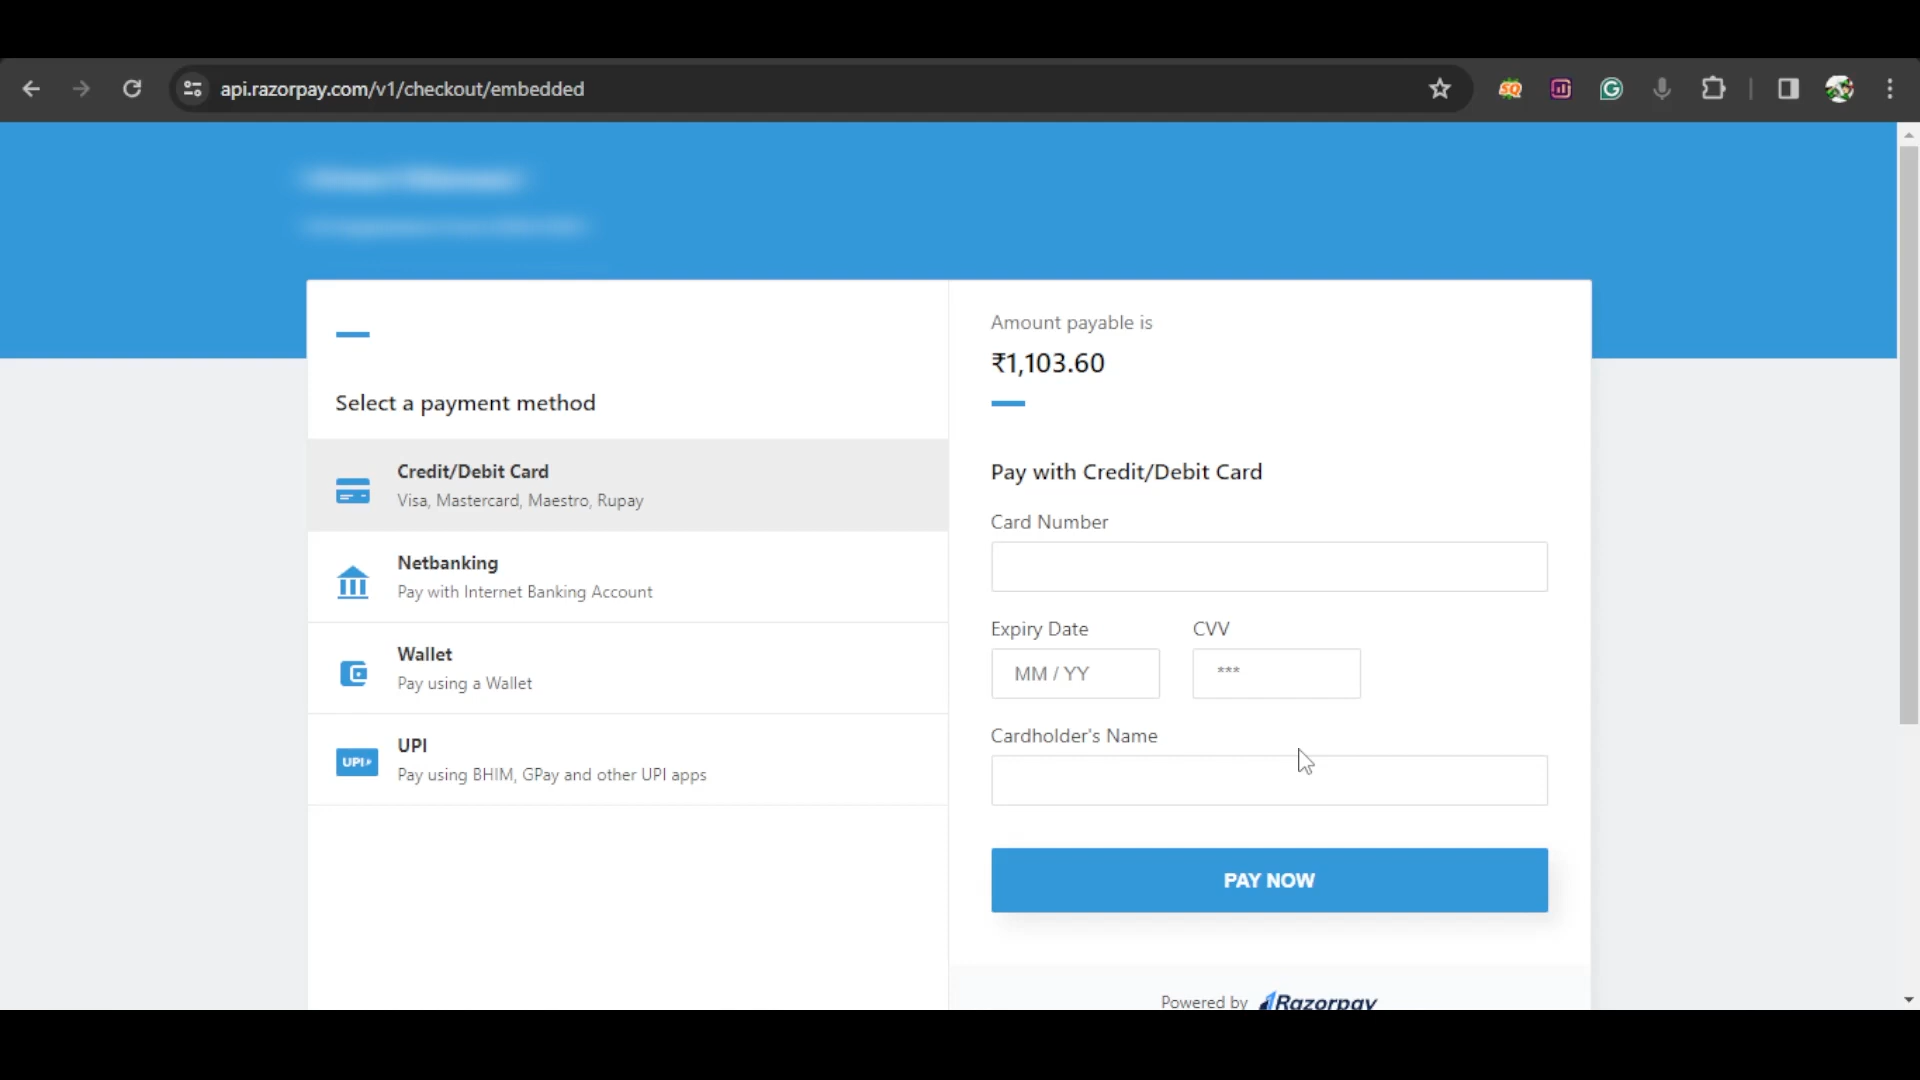 api.razorpay.com/v1/checkout/embedded
Select a payment method
Credit/Debit Card
Visa, Mastercard, Maestro, Rupay
Netbanking
Pay with Internet Banking Account
Wallet
Pay using a Wallet
UPI
UPI
Pay using BHIM, GPay and other UPI apps
Amount payable is
₹1,103.60
Pay with Credit/Debit Card
Card Number
Expiry Date CVV
MM / YY ***
Cardholder's Name
PAY NOW
Powered by Razorpay